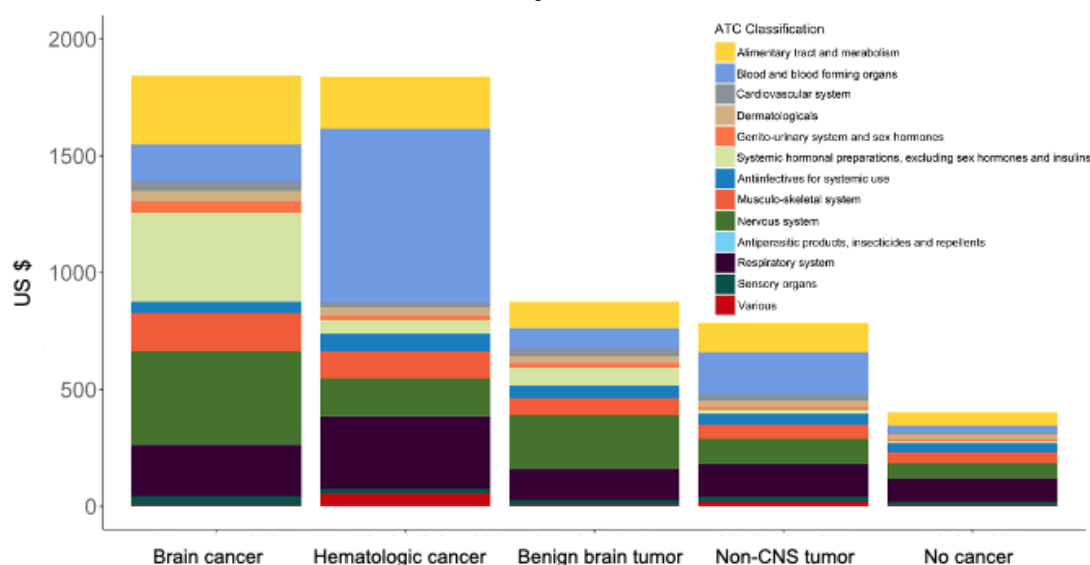 ATC Classification
Alimentary tract and merabolism
Blood and blood forming organs
Cardiovascular system
Dermatologicals
Genito-urinary system and sex hormones
Systemic hormonal preparations, excluding sex hormones and insulins
Antiinfectives for systemic use
Musculo-skeletal system
Nervous system
Antiparasitic products, insecticides and repellents
Respiratory system
Sensory organs
Various
US $
2000
1500
1000
500
0
Brain cancer Hematologic cancer Benign brain tumor Non-CNS tumor No cancer